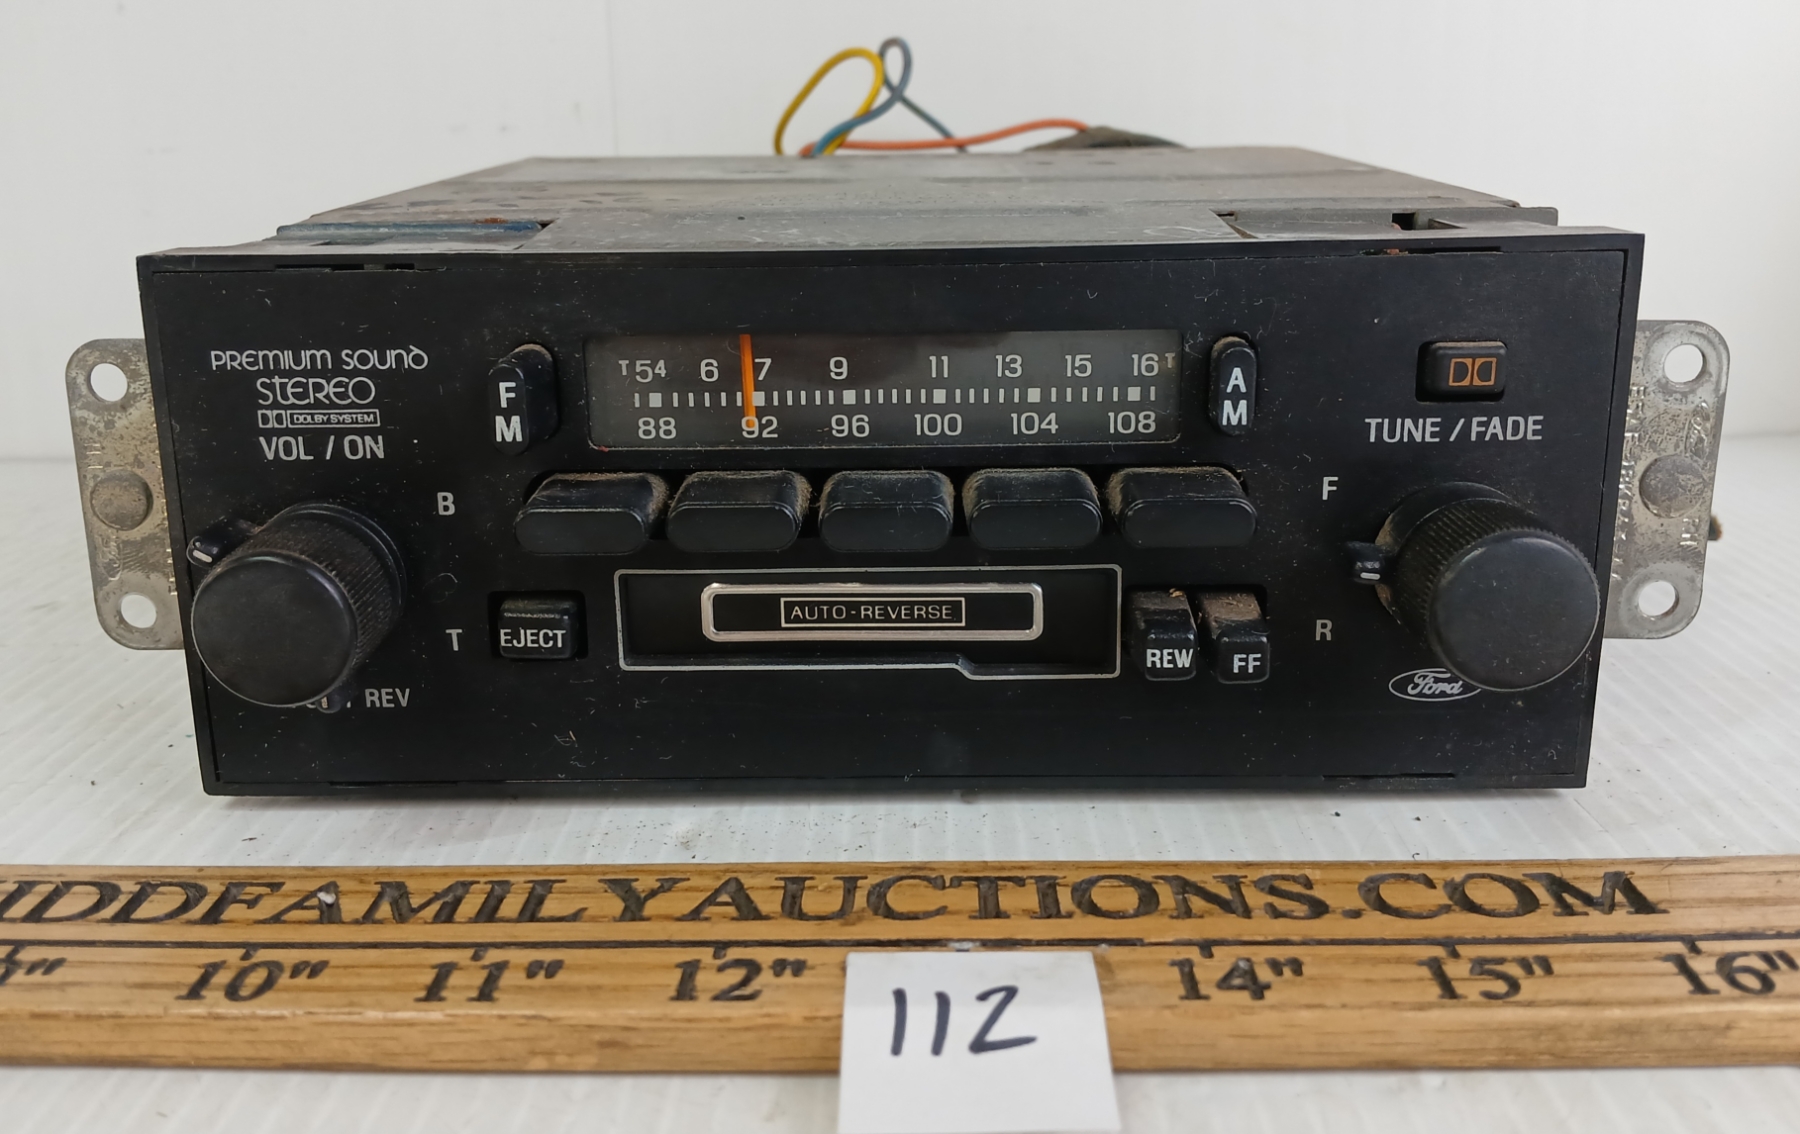 PREMIUM SOUND
STEREO
DOLBY SYSTEM
VOL / ON
F
M
T 54 6 7 9 11 13 15 16 T
88 92 96 100 104 108
A
M
TUNE / FADE
B
F
T
EJECT
AUTO-REVERSE
REW
FF
R
REV
Ford
IDDFAMILYAUCTIONS.COM
10" 11" 12" 14" 15" 16"
112